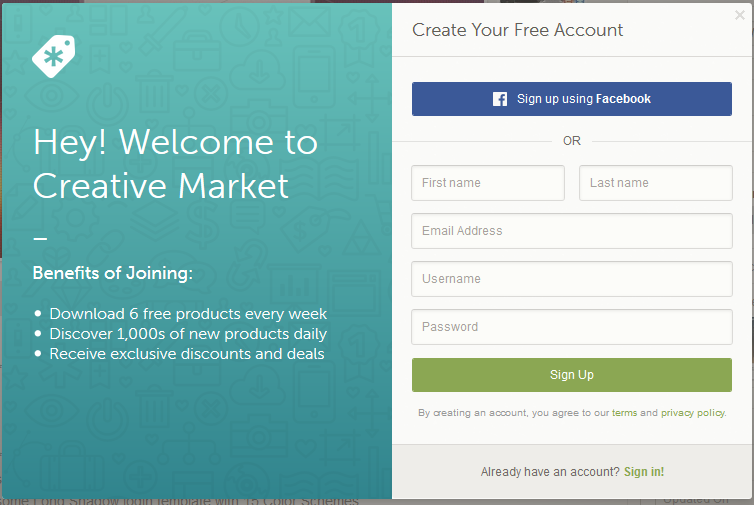 Hey! Welcome to
Creative Market
Benefits of Joining:
Download 6 free products every week
Discover 1,000s of new products daily
Receive exclusive discounts and deals
Create Your Free Account
Sign up using Facebook
OR
First name
Last name
Email Address
Username
Password
Sign Up
By creating an account, you agree to our terms and privacy policy.
Already have an account? Sign in!
Long Shadow login template with 15 Color Schemes
Updated On